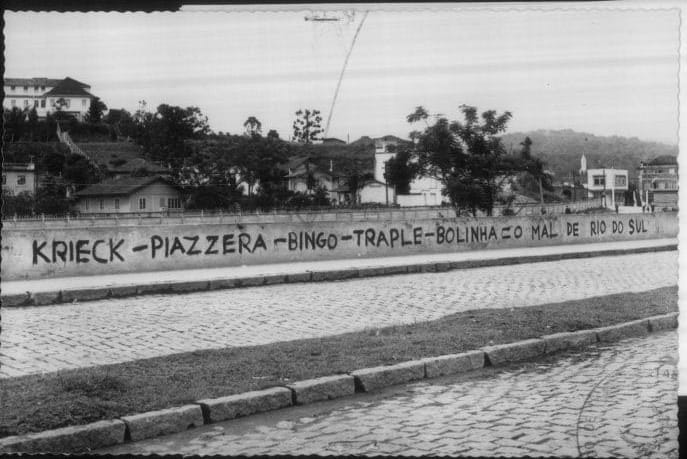 KRIECK - PIAZZERA - BINGO - TRAPLE - BOLINHA = O MAL DE RIO DO SUL